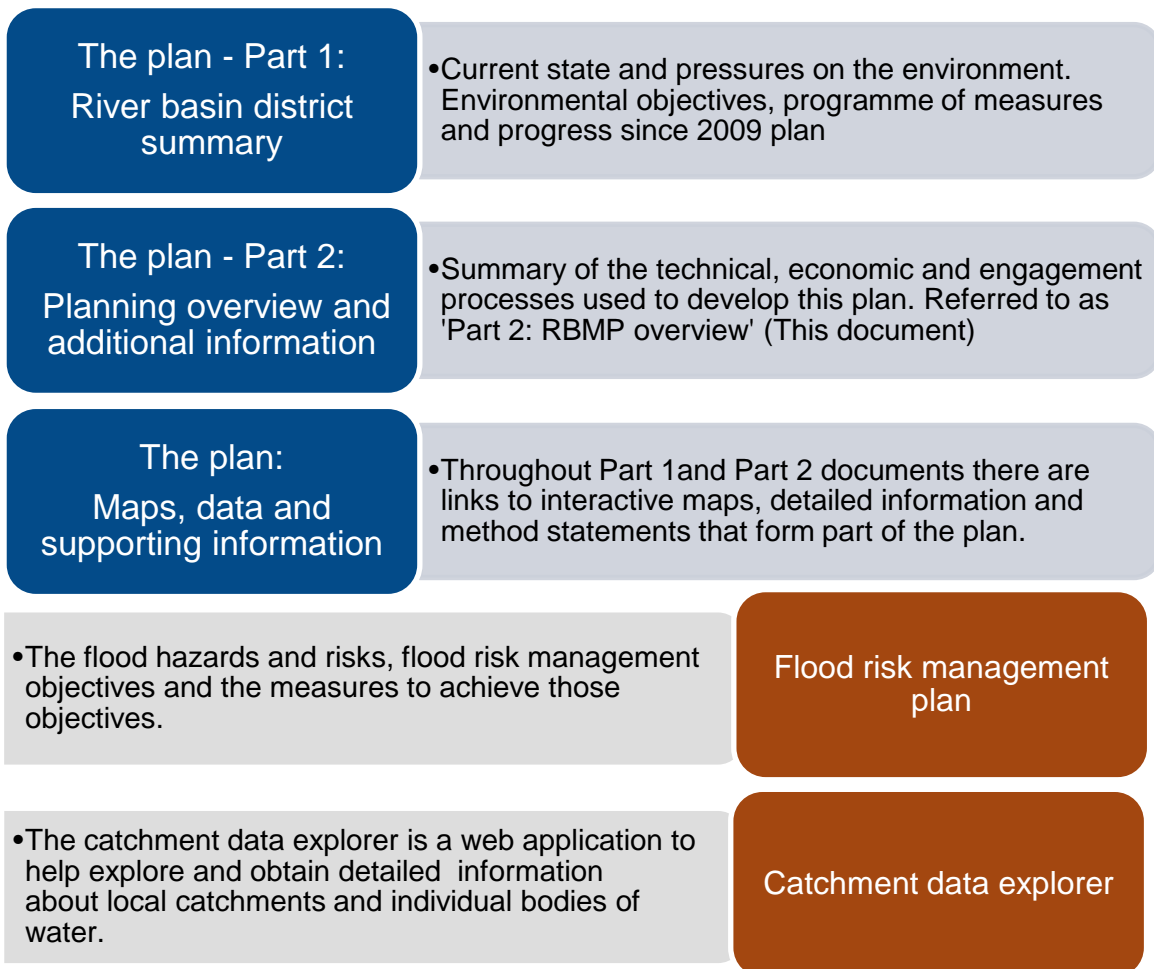 The plan - Part 1:
River basin district
summary
•Current state and pressures on the environment.
Environmental objectives, programme of measures
and progress since 2009 plan
The plan - Part 2:
Planning overview and
additional information
•Summary of the technical, economic and engagement
processes used to develop this plan. Referred to as
'Part 2: RBMP overview' (This document)
The plan:
Maps, data and
supporting information
•Throughout Part 1and Part 2 documents there are
links to interactive maps, detailed information and
method statements that form part of the plan.
•The flood hazards and risks, flood risk management
objectives and the measures to achieve those
objectives.
Flood risk management
plan
•The catchment data explorer is a web application to
help explore and obtain detailed  information
about local catchments and individual bodies of
water.
Catchment data explorer